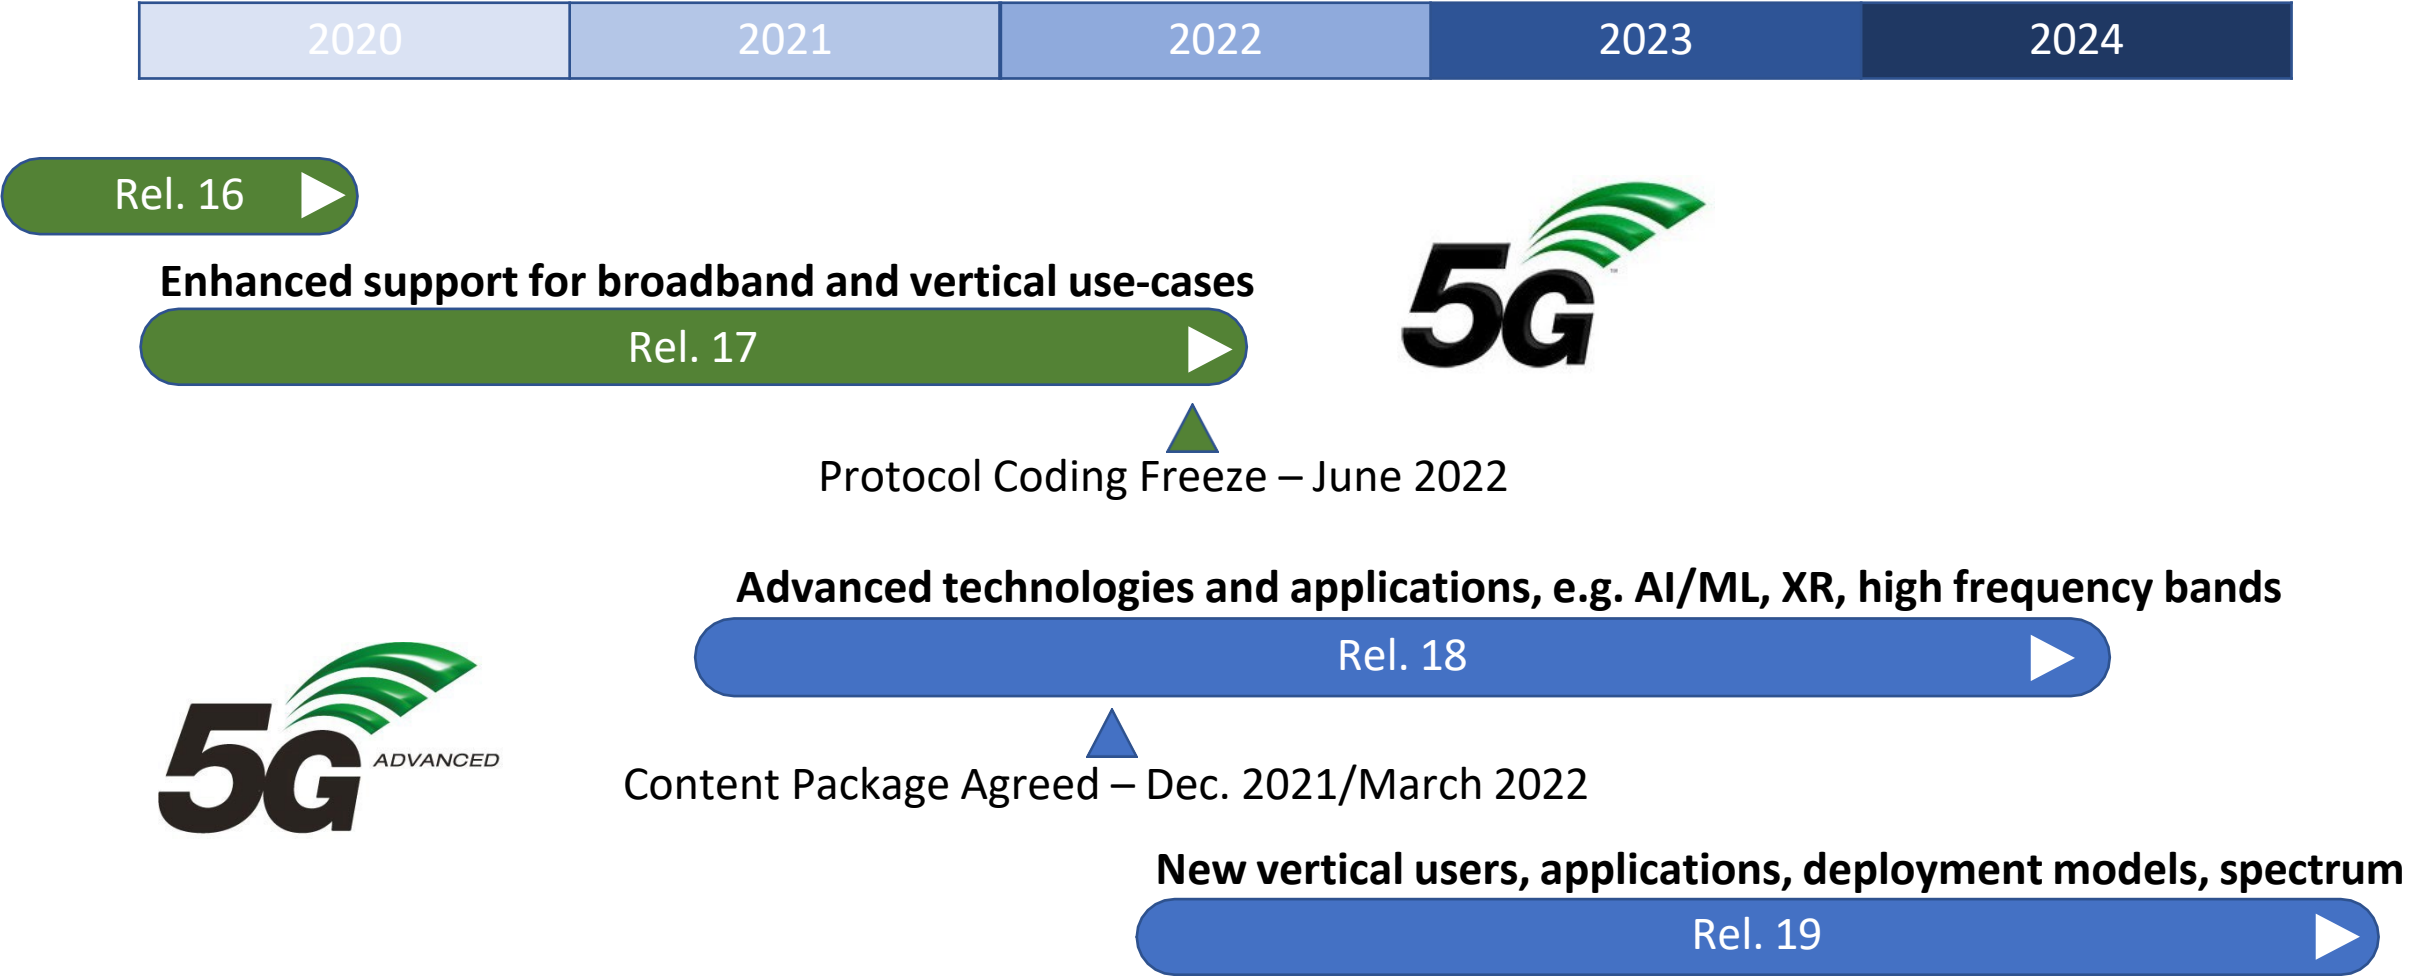 2020 2021 2022 2023 2024
Rel. 16
Enhanced support for broadband and vertical use-cases
5G™
Rel. 17
Protocol Coding Freeze – June 2022
Advanced technologies and applications, e.g. AI/ML, XR, high frequency bands
Rel. 18
5G ADVANCED
Content Package Agreed – Dec. 2021/March 2022
New vertical users, applications, deployment models, spectrum
Rel. 19